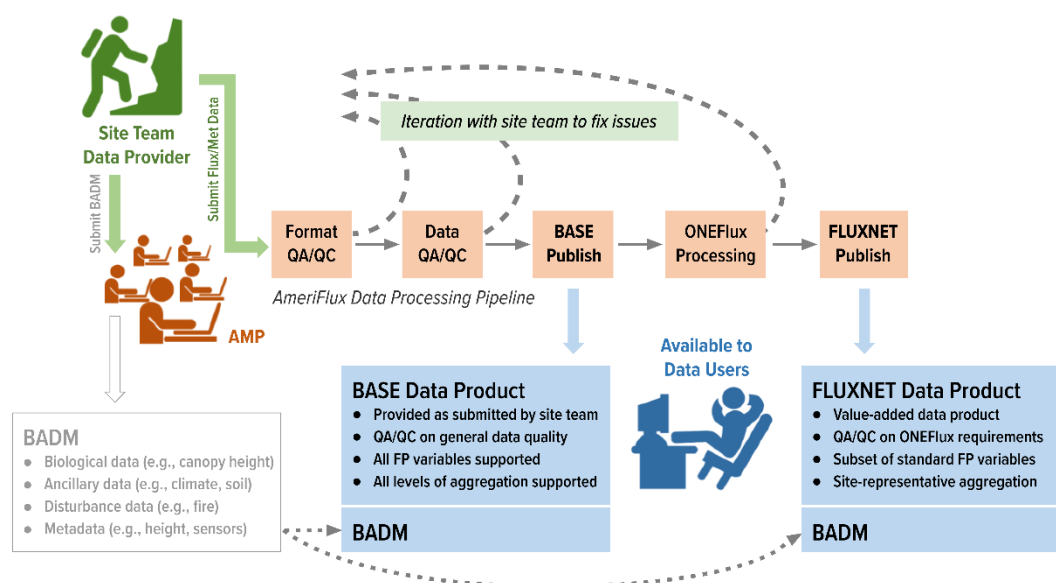 Site Team
Data Provider
Submit BADM
Submit Flux/Met Data
Iteration with site team to fix issues
Format
QA/QC
Data
QA/QC
BASE
Publish
ONEFlux
Processing
FLUXNET
Publish
AmeriFlux Data Processing Pipeline
AMP
Available to
Data Users
BADM
● Biological data (e.g., canopy height)
● Ancillary data (e.g., climate, soil)
● Disturbance data (e.g., fire)
● Metadata (e.g., height, sensors)
BASE Data Product
● Provided as submitted by site team
● QA/QC on general data quality
● All FP variables supported
● All levels of aggregation supported
BADM
FLUXNET Data Product
● Value-added data product
● QA/QC on ONEFlux requirements
● Subset of standard FP variables
● Site-representative aggregation
BADM